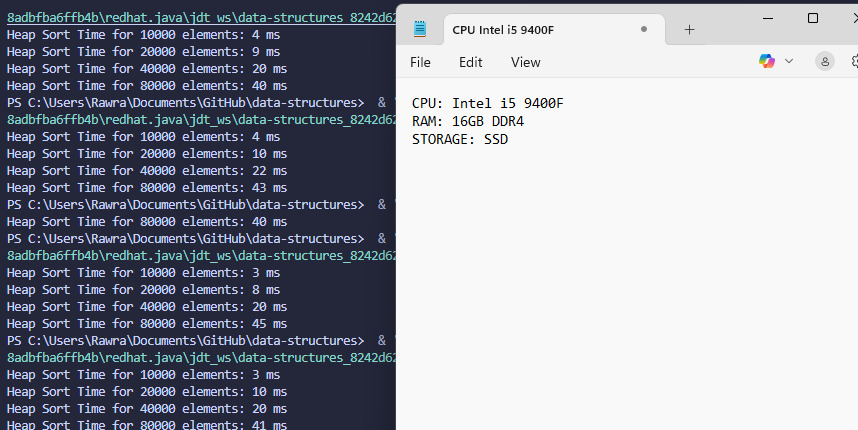 8adbfba6ffb4b\redhat.java\jdt_ws\data-structures_8242d62
Heap Sort Time for 10000 elements: 4 ms
Heap Sort Time for 20000 elements: 9 ms
Heap Sort Time for 40000 elements: 20 ms
Heap Sort Time for 80000 elements: 40 ms
PS C:\Users\Rawra\Documents\GitHub\data-structures> &
8adbfba6ffb4b\redhat.java\jdt_ws\data-structures_8242d62
Heap Sort Time for 10000 elements: 4 ms
Heap Sort Time for 20000 elements: 10 ms
Heap Sort Time for 40000 elements: 22 ms
Heap Sort Time for 80000 elements: 43 ms
PS C:\Users\Rawra\Documents\GitHub\data-structures> &
Heap Sort Time for 80000 elements: 40 ms
PS C:\Users\Rawra\Documents\GitHub\data-structures> &
8adbfba6ffb4b\redhat.java\jdt_ws\data-structures_8242d62
Heap Sort Time for 10000 elements: 3 ms
Heap Sort Time for 20000 elements: 8 ms
Heap Sort Time for 40000 elements: 20 ms
Heap Sort Time for 80000 elements: 45 ms
PS C:\Users\Rawra\Documents\GitHub\data-structures> &
8adbfba6ffb4b\redhat.java\jdt_ws\data-structures_8242d62
Heap Sort Time for 10000 elements: 3 ms
Heap Sort Time for 20000 elements: 10 ms
Heap Sort Time for 40000 elements: 20 ms
Heap Sort Time for 80000 elements: 41 ms
CPU Intel i5 9400F
File Edit View
CPU: Intel i5 9400F
RAM: 16GB DDR4
STORAGE: SSD